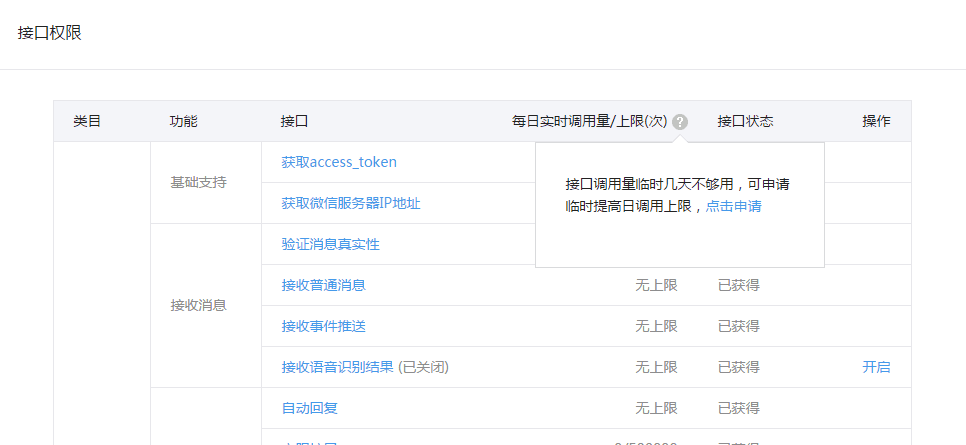 接口权限
类目 功能 接口 每日实时调用量/上限(次) ? 接口状态 操作
基础支持
获取access_token
获取微信服务器IP地址
接口调用量临时几天不够用，可申请
临时提高日调用上限，点击申请
接收消息
验证消息真实性
接收普通消息 无上限 已获得
接收事件推送 无上限 已获得
接收语音识别结果 (已关闭) 无上限 已获得 开启
自动回复 无上限 已获得